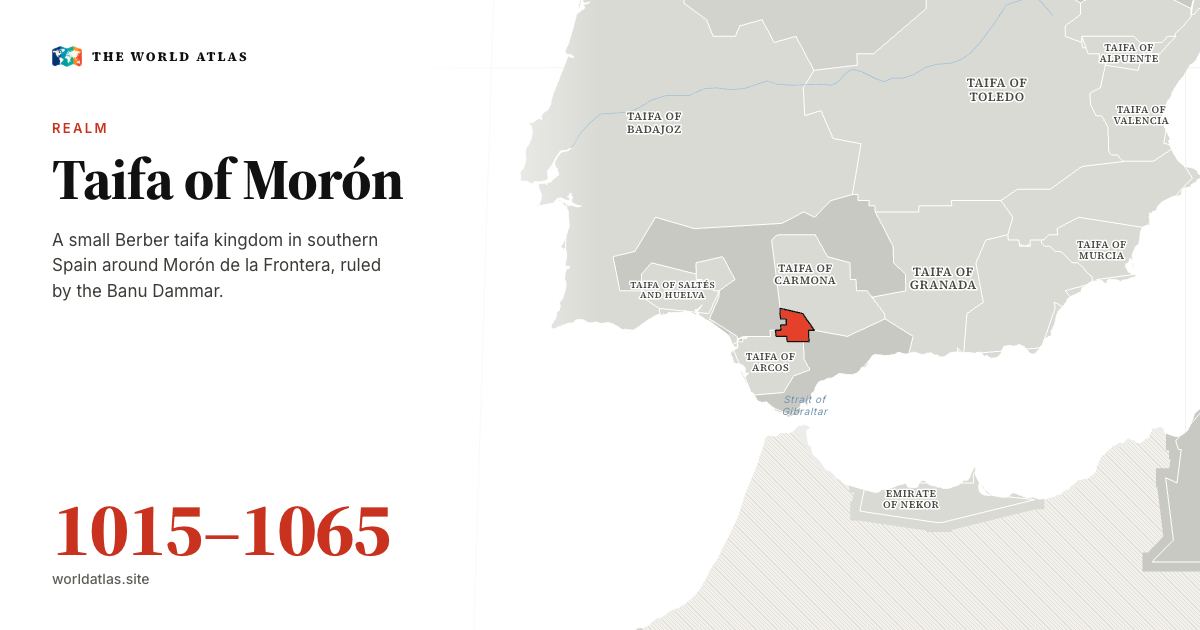 THE WORLD ATLAS
REALM
Taifa of Morón
A small Berber taifa kingdom in southern
Spain around Morón de la Frontera, ruled
by the Banu Dammar.
1015–1065
worldatlas.site
TAIFA OF
ALPUENTE
TAIFA OF
TOLEDO
TAIFA OF
BADAJOZ
TAIFA OF
VALENCIA
TAIFA OF
MURCIA
TAIFA OF
CARMONA
TAIFA OF
GRANADA
TAIFA OF SALTÉS
AND HUELVA
TAIFA OF
ARCOS
Strait of
Gibraltar
EMIRATE
OF NEKOR